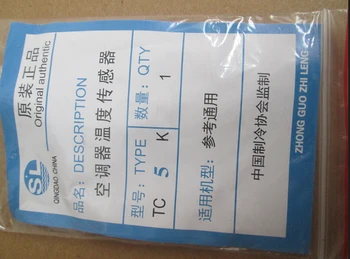 原装正品
Original authentic
SL
QINGDAO CHINA
品名: DESCRIPTION
空调器温度传感器
型号: TYPE 数量: QTY
TC 5 K 1
适用机型: 参考通用
中国制冷协会监制
ZHONG GUO ZHI LENG